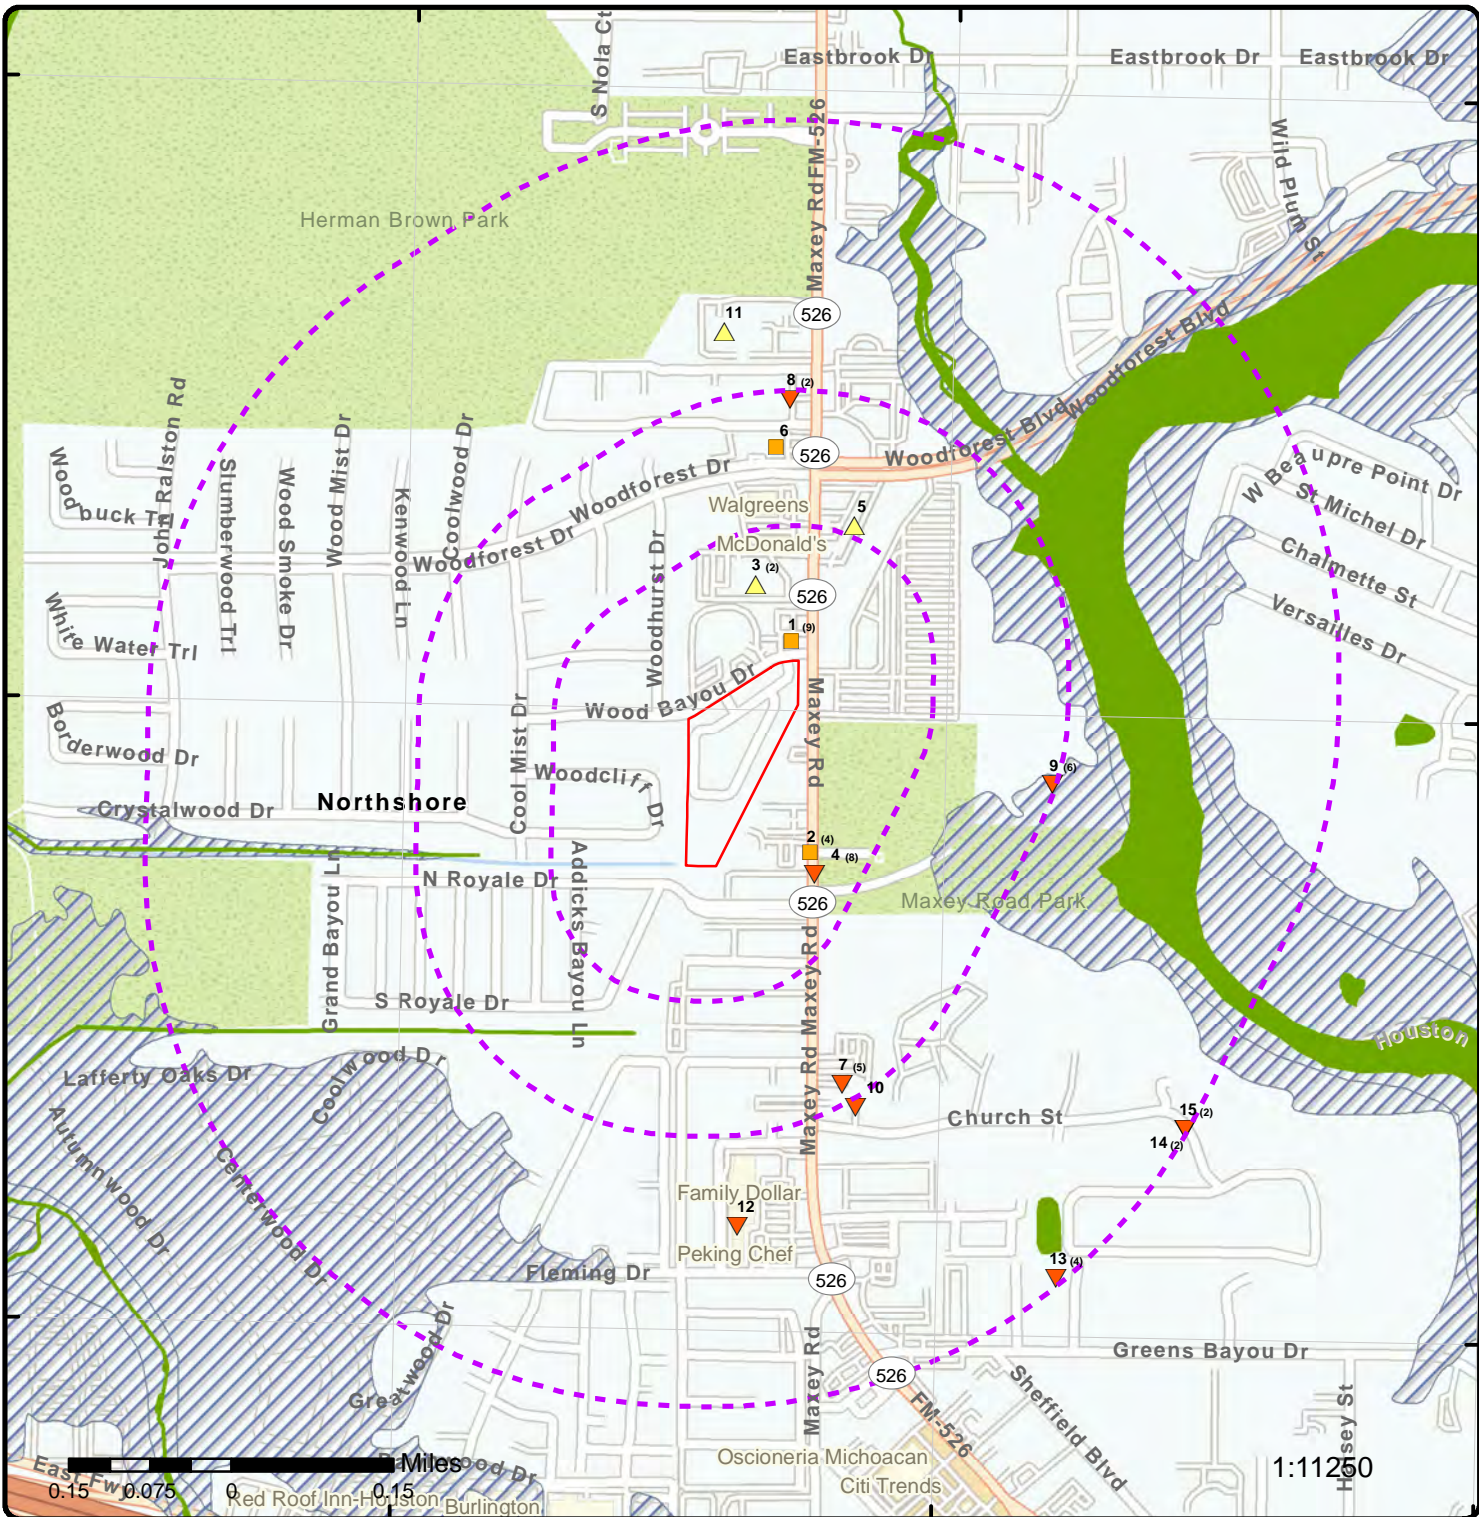 S Nola Ct
Eastbrook Dr
Eastbrook Dr
Eastbrook Dr
Maxey Rd
FM-526
Wild Plum St
Herman Brown Park
11
526
Woodforest Blvd
8 (2)
6
526
Woodforest Blvd
John Ralston Rd
Wood Mist Dr
Coolwood Dr
Woodbuck Trl
Slumberwood Trl
Wood Smoke Dr
Kenwood Ln
Woodforest Dr
Woodforest Dr
Walgreens
5
McDonald's
W Beaupre Point Dr
St Michel Dr
Chalmette St
Versailles Dr
3 (2)
526
Woodhurst Dr
1 (9)
White Water Trl
Wood Bayou Dr
Maxey Rd
Cool Mist Dr
Borderwood Dr
Woodcliff Dr
9 (6)
Northshore
Crystalwood Dr
2 (4)
4 (8)
N Royale Dr
526
Maxey Road Park
Grand Bayou Ln
Addicks Bayou Ln
Maxey Rd
S Royale Dr
Houston
Maxey Rd
Coolwood Dr
Lafferty Oaks Dr
7 (5)
10
Church St
15 (2)
14 (2)
Autumnwood Dr
Centerwood Dr
Family Dollar
12
Peking Chef
13 (4)
Fleming Dr
526
Greatwood Dr
Maxey Rd
526
Greens Bayou Dr
Sheffield Blvd
FM-526
Hulsey St
Oscioneria Michoacan
Citi Trends
1:11250
Miles
wood Dr
East Fwy
0.15
0.075
0
0.15
Red Roof Inn-Houston
Burlington